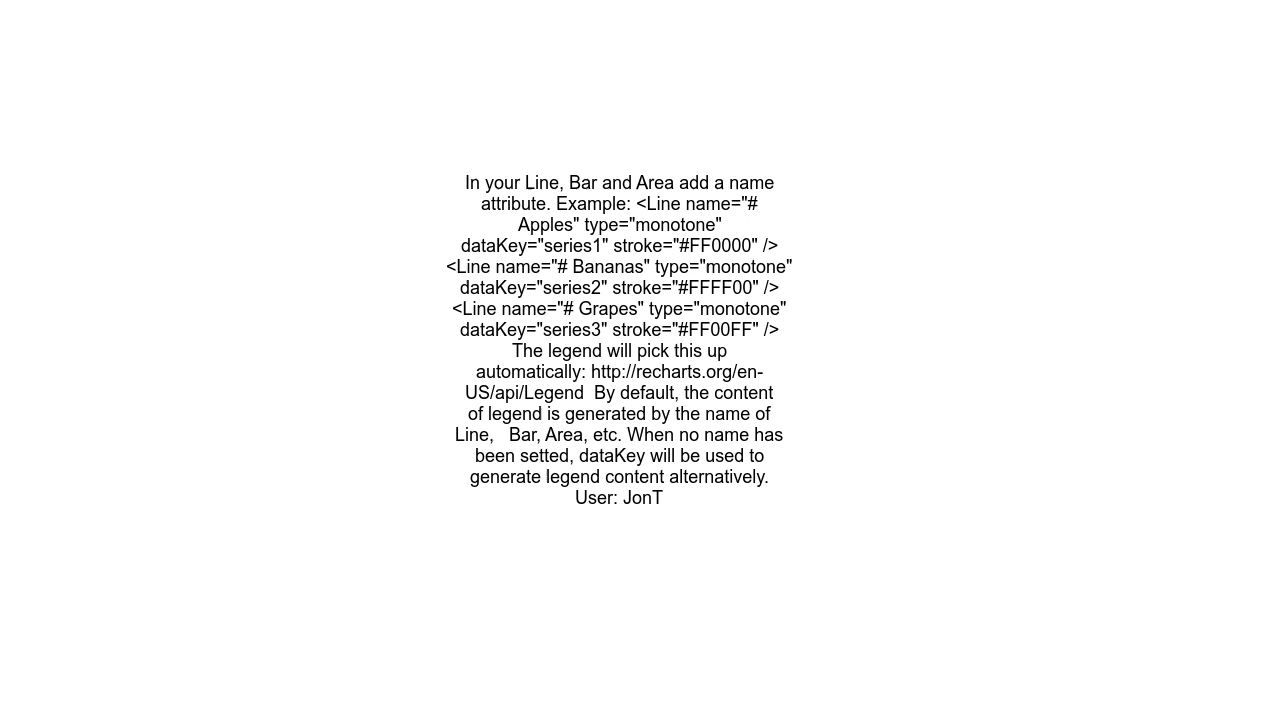 In your Line, Bar and Area add a name
attribute. Example: <Line name="#
Apples" type="monotone"
dataKey="series1" stroke="#FF0000" />
<Line name="# Bananas" type="monotone"
dataKey="series2" stroke="#FFFF00" />
<Line name="# Grapes" type="monotone"
dataKey="series3" stroke="#FF00FF" />
The legend will pick this up
automatically: http://recharts.org/en-
US/api/Legend  By default, the content
of legend is generated by the name of
Line,   Bar, Area, etc. When no name has
been setted, dataKey will be used to
generate legend content alternatively.
User: JonT